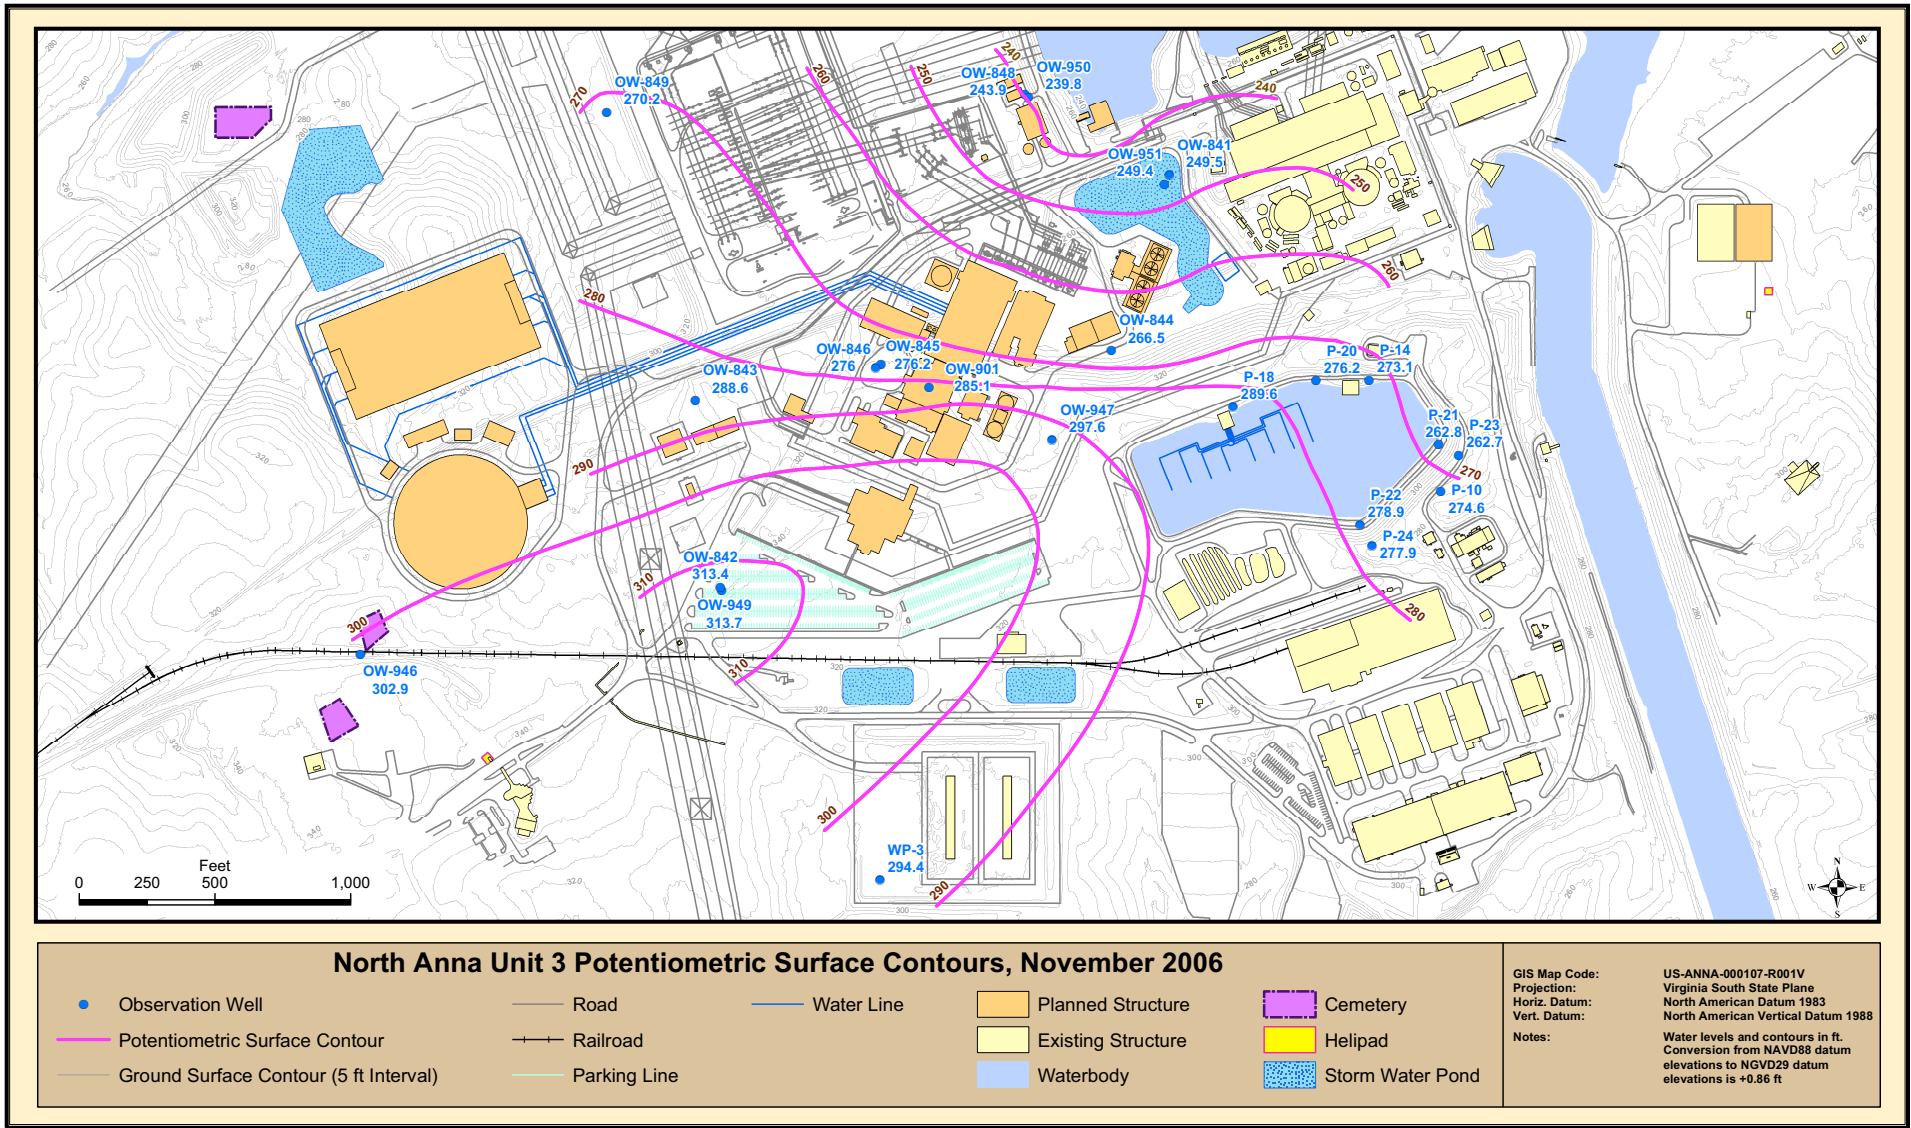 240
OW-950
239.8
OW-848
243.9
260
250
OW-849
270.2
270
240
OW-951
249.4
OW-841
249.5
250
260
280
OW-844
266.5
OW-846
276
OW-845
276.2
OW-901
285.1
OW-843
288.6
P-20
276.2
P-14
273.1
P-18
289.6
OW-947
297.6
P-21
262.8
P-23
262.7
290
270
P-22
278.9
P-10
274.6
P-24
277.9
OW-842
313.4
310
OW-949
313.7
300
280
OW-946
302.9
310
300
WP-3
294.4
290
Feet
0 250 500 1,000
N
W E
S
North Anna Unit 3 Potentiometric Surface Contours, November 2006
Observation Well
Road
Water Line
Planned Structure
Cemetery
Potentiometric Surface Contour
Railroad
Existing Structure
Helipad
Ground Surface Contour (5 ft Interval)
Parking Line
Waterbody
Storm Water Pond
GIS Map Code: US-ANNA-000107-R001V
Projection: Virginia South State Plane
Horiz. Datum: North American Datum 1983
Vert. Datum: North American Vertical Datum 1988
Notes: Water levels and contours in ft.
Conversion from NAVD88 datum
elevations to NGVD29 datum
elevations is +0.86 ft